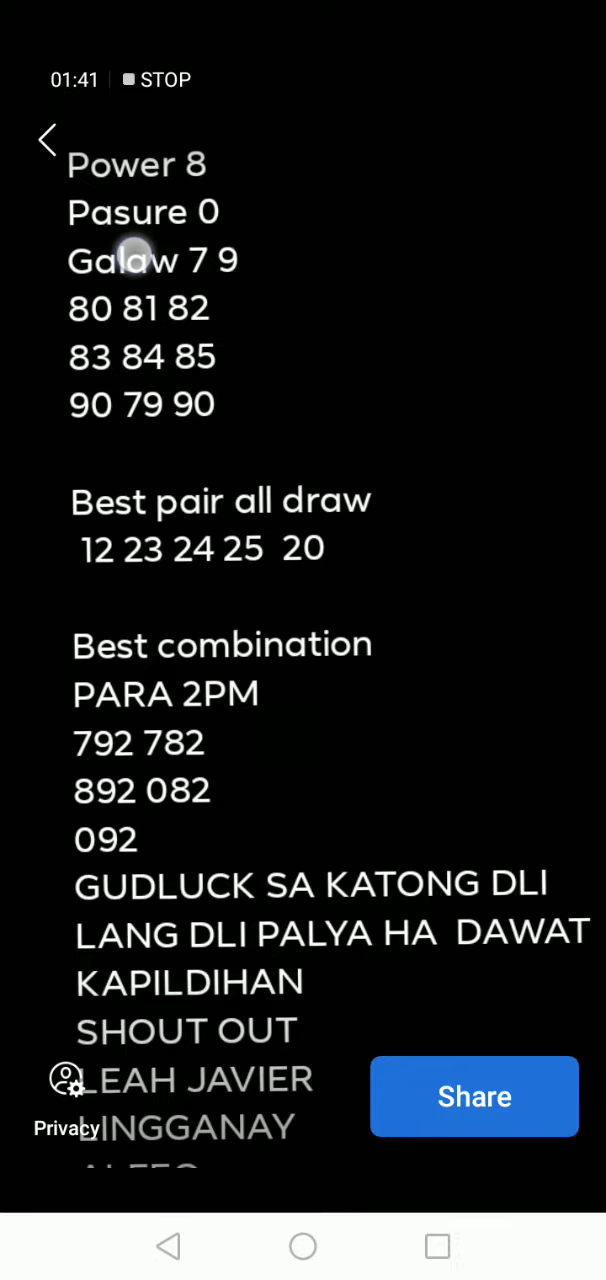 01:41 STOP
Power 8
Pasure 0
Galaw 7 9
80 81 82
83 84 85
90 79 90
Best pair all draw
12 23 24 25 20
Best combination
PARA 2PM
792 782
892 082
092
GUDLUCK SA KATONG DLI
LANG DLI PALYA HA DAWAT
KAPILDIHAN
SHOUT OUT
LEAH JAVIER
LINGGANAY
Privacy
Share